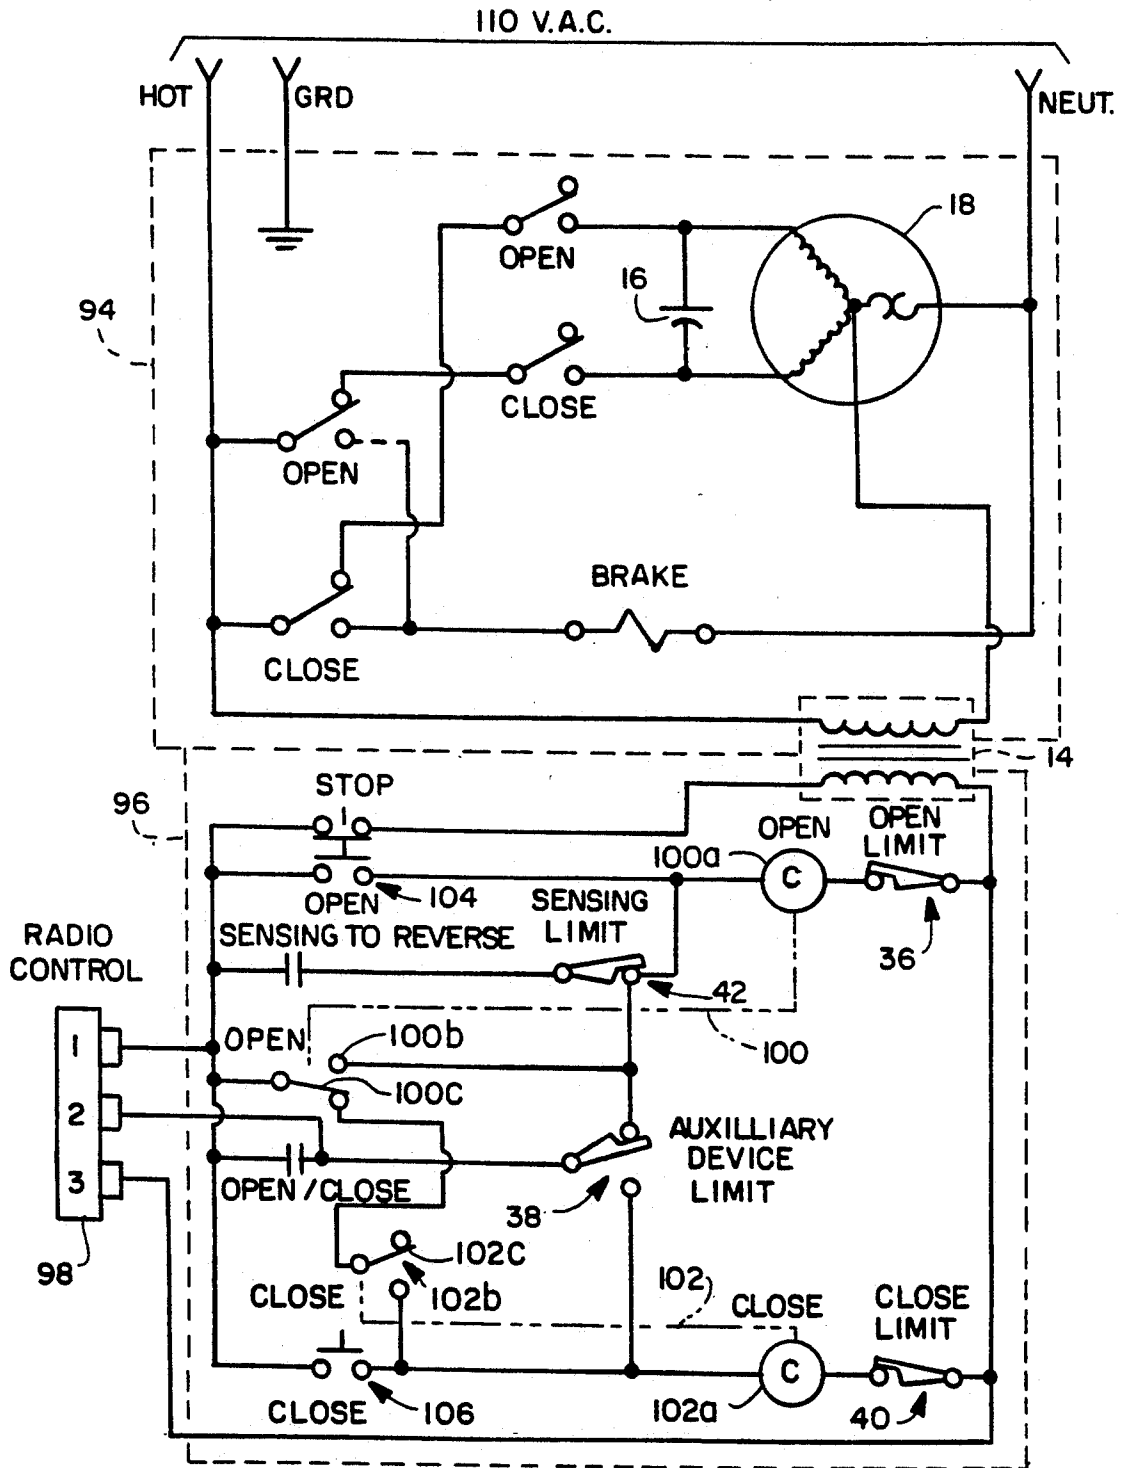 110 V.A.C.
HOT
GRD
NEUT.
18
OPEN
16
94
CLOSE
OPEN
BRAKE
CLOSE
14
STOP
96
OPEN
OPEN
LIMIT
100a
C
104
OPEN
SENSING
LIMIT
36
RADIO
CONTROL
SENSING TO REVERSE
42
OPEN
100b
100
1
100C
2
AUXILLIARY
DEVICE
LIMIT
3
OPEN/CLOSE
38
98
102C
102b
102
CLOSE
CLOSE
CLOSE
LIMIT
C
CLOSE
106
102a
40